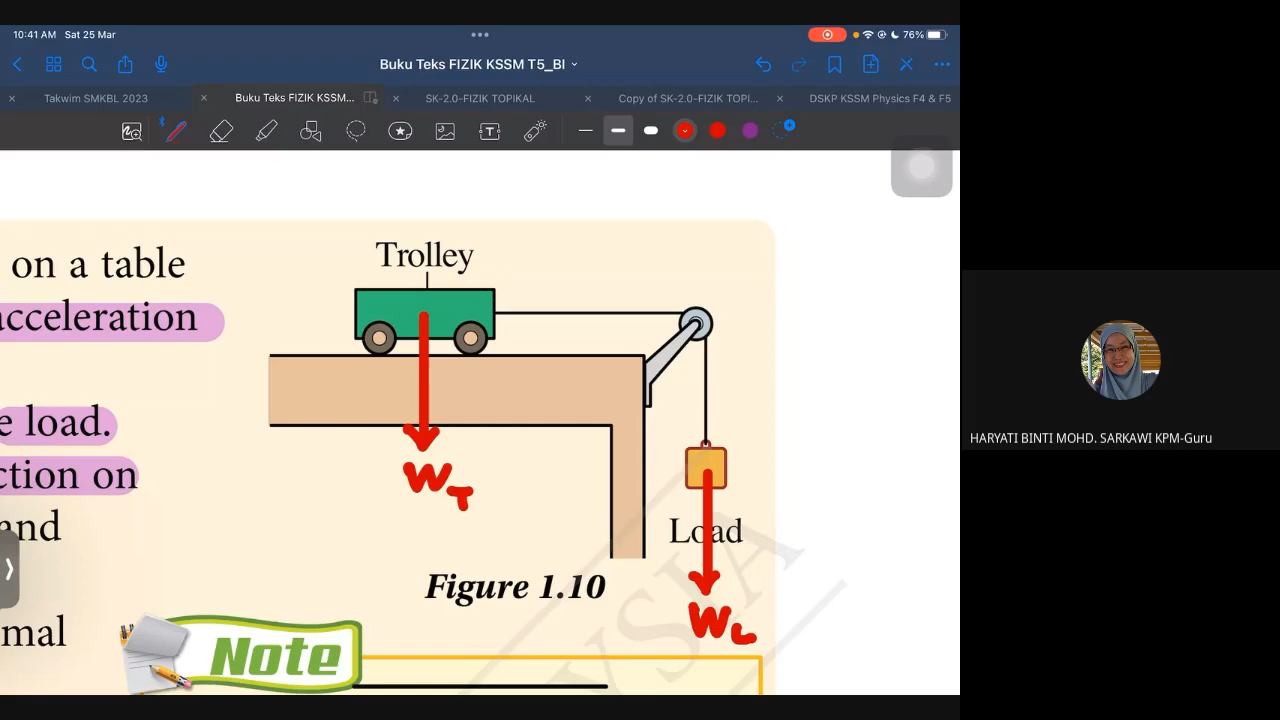 10:41 AM Sat 25 Mar
76%
Buku Teks FIZIK KSSM T5_BI
Takwim SMKBL 2023
Buku Teks FIZIK KSSM...
SK-2.0-FIZIK TOPIKAL
Copy of SK-2.0-FIZIK TOPI...
DSKP KSSM Physics F4 & F5
on a table
acceleration
e load.
ction on
and
mal
Trolley
W T
Load
W L
Figure 1.10
Note
YSIA
HARYATI BINTI MOHD. SARKAWI KPM-Guru